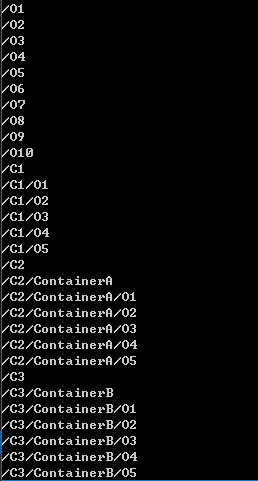 /O1
/O2
/O3
/O4
/O5
/O6
/O7
/O8
/O9
/O10
/C1
/C1/O1
/C1/O2
/C1/O3
/C1/O4
/C1/O5
/C2
/C2/ContainerA
/C2/ContainerA/O1
/C2/ContainerA/O2
/C2/ContainerA/O3
/C2/ContainerA/O4
/C2/ContainerA/O5
/C3
/C3/ContainerB
/C3/ContainerB/O1
/C3/ContainerB/O2
/C3/ContainerB/O3
/C3/ContainerB/O4
/C3/ContainerB/O5